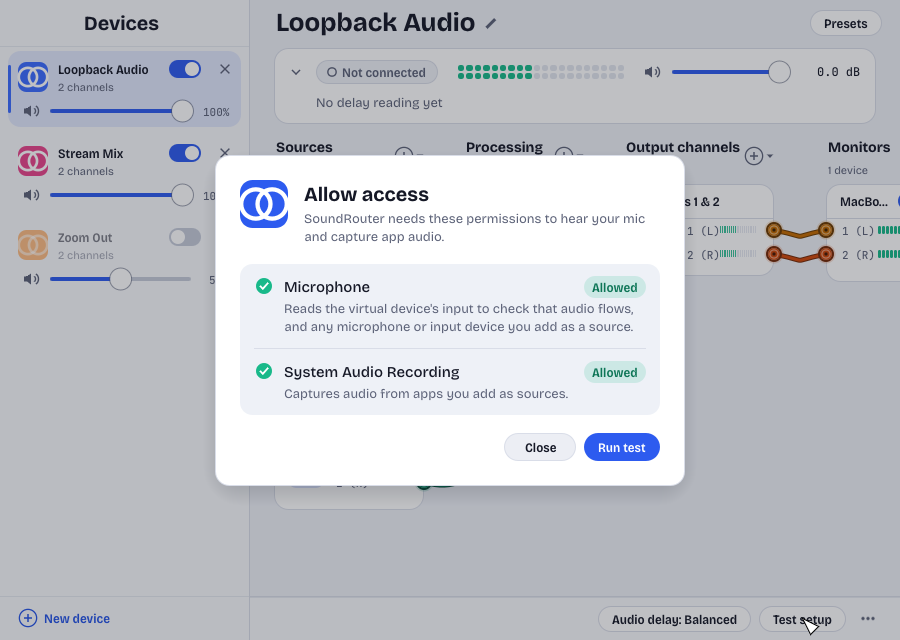 Devices
Loopback Audio
2 channels
100%
Stream Mix
2 channels
10
Zoom Out
2 channels
5
New device
Loopback Audio
Presets
Not connected
0.0 dB
No delay reading yet
Sources
Processing
Output channels
Monitors
1 device
s 1 & 2
MacBo...
1 (L)
1 (L)
2 (R)
2 (R)
Allow access
SoundRouter needs these permissions to hear your mic
and capture app audio.
Microphone
Allowed
Reads the virtual device's input to check that audio flows,
and any microphone or input device you add as a source.
System Audio Recording
Allowed
Captures audio from apps you add as sources.
Close
Run test
Audio delay: Balanced
Test setup